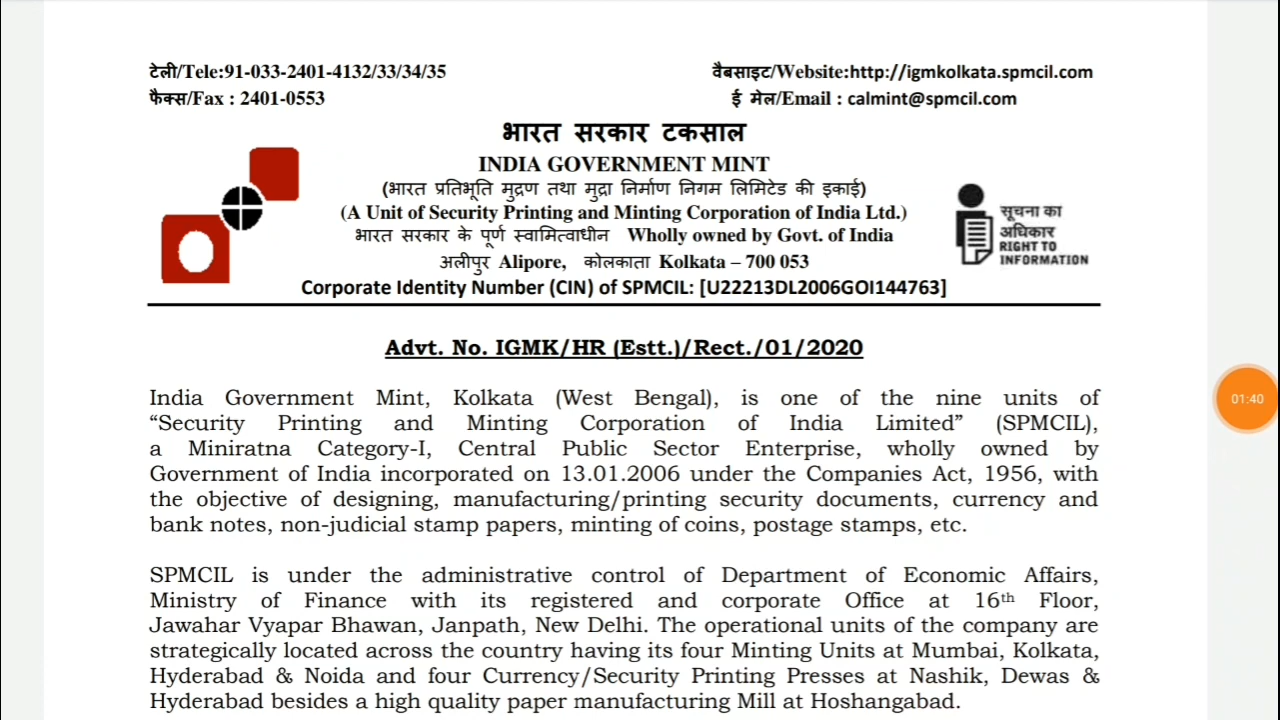 टेली/Tele:91-033-2401-4132/33/34/35
फैक्स/Fax : 2401-0553
वैबसाइट/Website:http://igmkolkata.spmcil.com
ई मेल/Email : calmint@spmcil.com
भारत सरकार टकसाल
INDIA GOVERNMENT MINT
(भारत प्रतिभूति मुद्रण तथा मुद्रा निर्माण निगम लिमिटेड की इकाई)
(A Unit of Security Printing and Minting Corporation of India Ltd.)
भारत सरकार के पूर्ण स्वामित्वाधीन Wholly owned by Govt. of India
अलीपुर Alipore, कोलकाता Kolkata – 700 053
Corporate Identity Number (CIN) of SPMCIL: [U22213DL2006GOI144763]
सूचना का
अधिकार
RIGHT TO
INFORMATION
Advt. No. IGMK/HR (Estt.)/Rect./01/2020
India Government Mint, Kolkata (West Bengal), is one of the nine units of
“Security Printing and Minting Corporation of India Limited” (SPMCIL),
a Miniratna Category-I, Central Public Sector Enterprise, wholly owned by
Government of India incorporated on 13.01.2006 under the Companies Act, 1956, with
the objective of designing, manufacturing/printing security documents, currency and
bank notes, non-judicial stamp papers, minting of coins, postage stamps, etc.
SPMCIL is under the administrative control of Department of Economic Affairs,
Ministry of Finance with its registered and corporate Office at 16th Floor,
Jawahar Vyapar Bhawan, Janpath, New Delhi. The operational units of the company are
strategically located across the country having its four Minting Units at Mumbai, Kolkata,
Hyderabad & Noida and four Currency/Security Printing Presses at Nashik, Dewas &
Hyderabad besides a high quality paper manufacturing Mill at Hoshangabad.
01:40